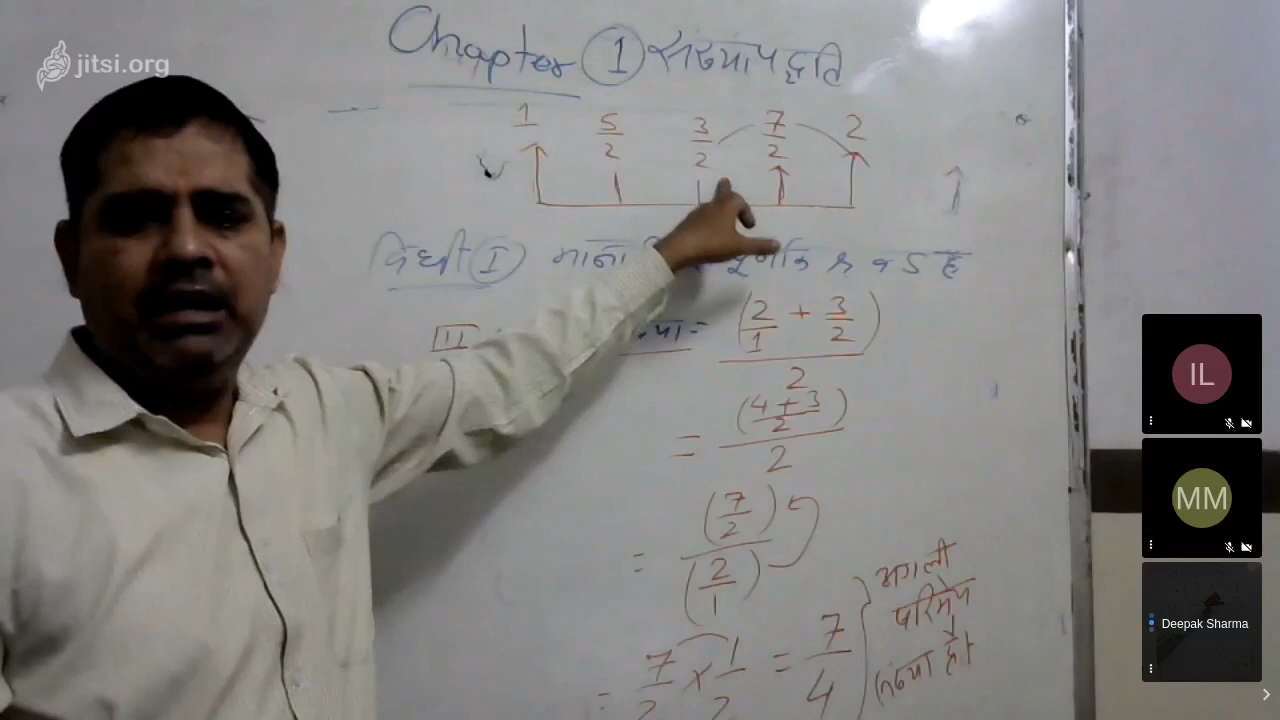 jitsi.org
Chapter 1 संख्या पद्धति
1 5/2 3/2 7/2 2
विधी I माना व s है
III = (2/1 + 3/2)/2
= ((4+3)/2)/2
= (7/2)/(2/1)
= 7/2 × 1/2 = 7/4
अगली
परिमेय
संख्या है।
IL
MM
Deepak Sharma